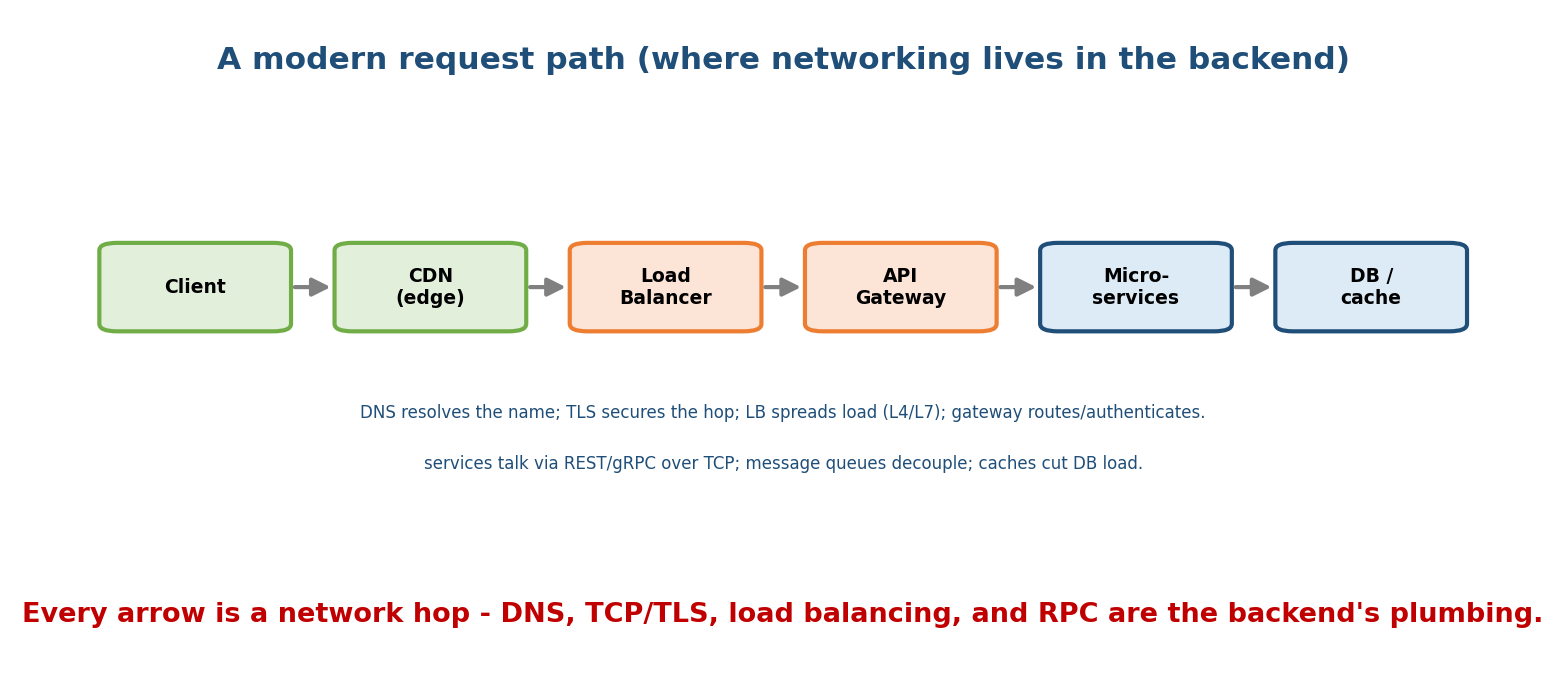 A modern request path (where networking lives in the backend)
Client
CDN
(edge)
Load
Balancer
API
Gateway
Micro-
services
DB /
cache
DNS resolves the name; TLS secures the hop; LB spreads load (L4/L7); gateway routes/authenticates.
services talk via REST/gRPC over TCP; message queues decouple; caches cut DB load.
Every arrow is a network hop - DNS, TCP/TLS, load balancing, and RPC are the backend's plumbing.